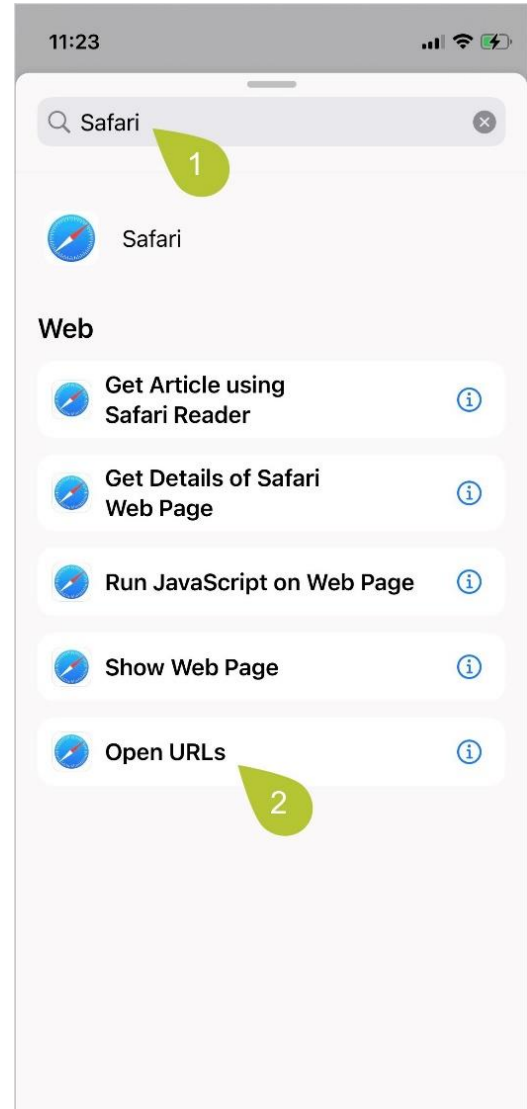 11:23
Safari
1
Safari
Web
Get Article using
Safari Reader
Get Details of Safari
Web Page
Run JavaScript on Web Page
Show Web Page
Open URLs
2